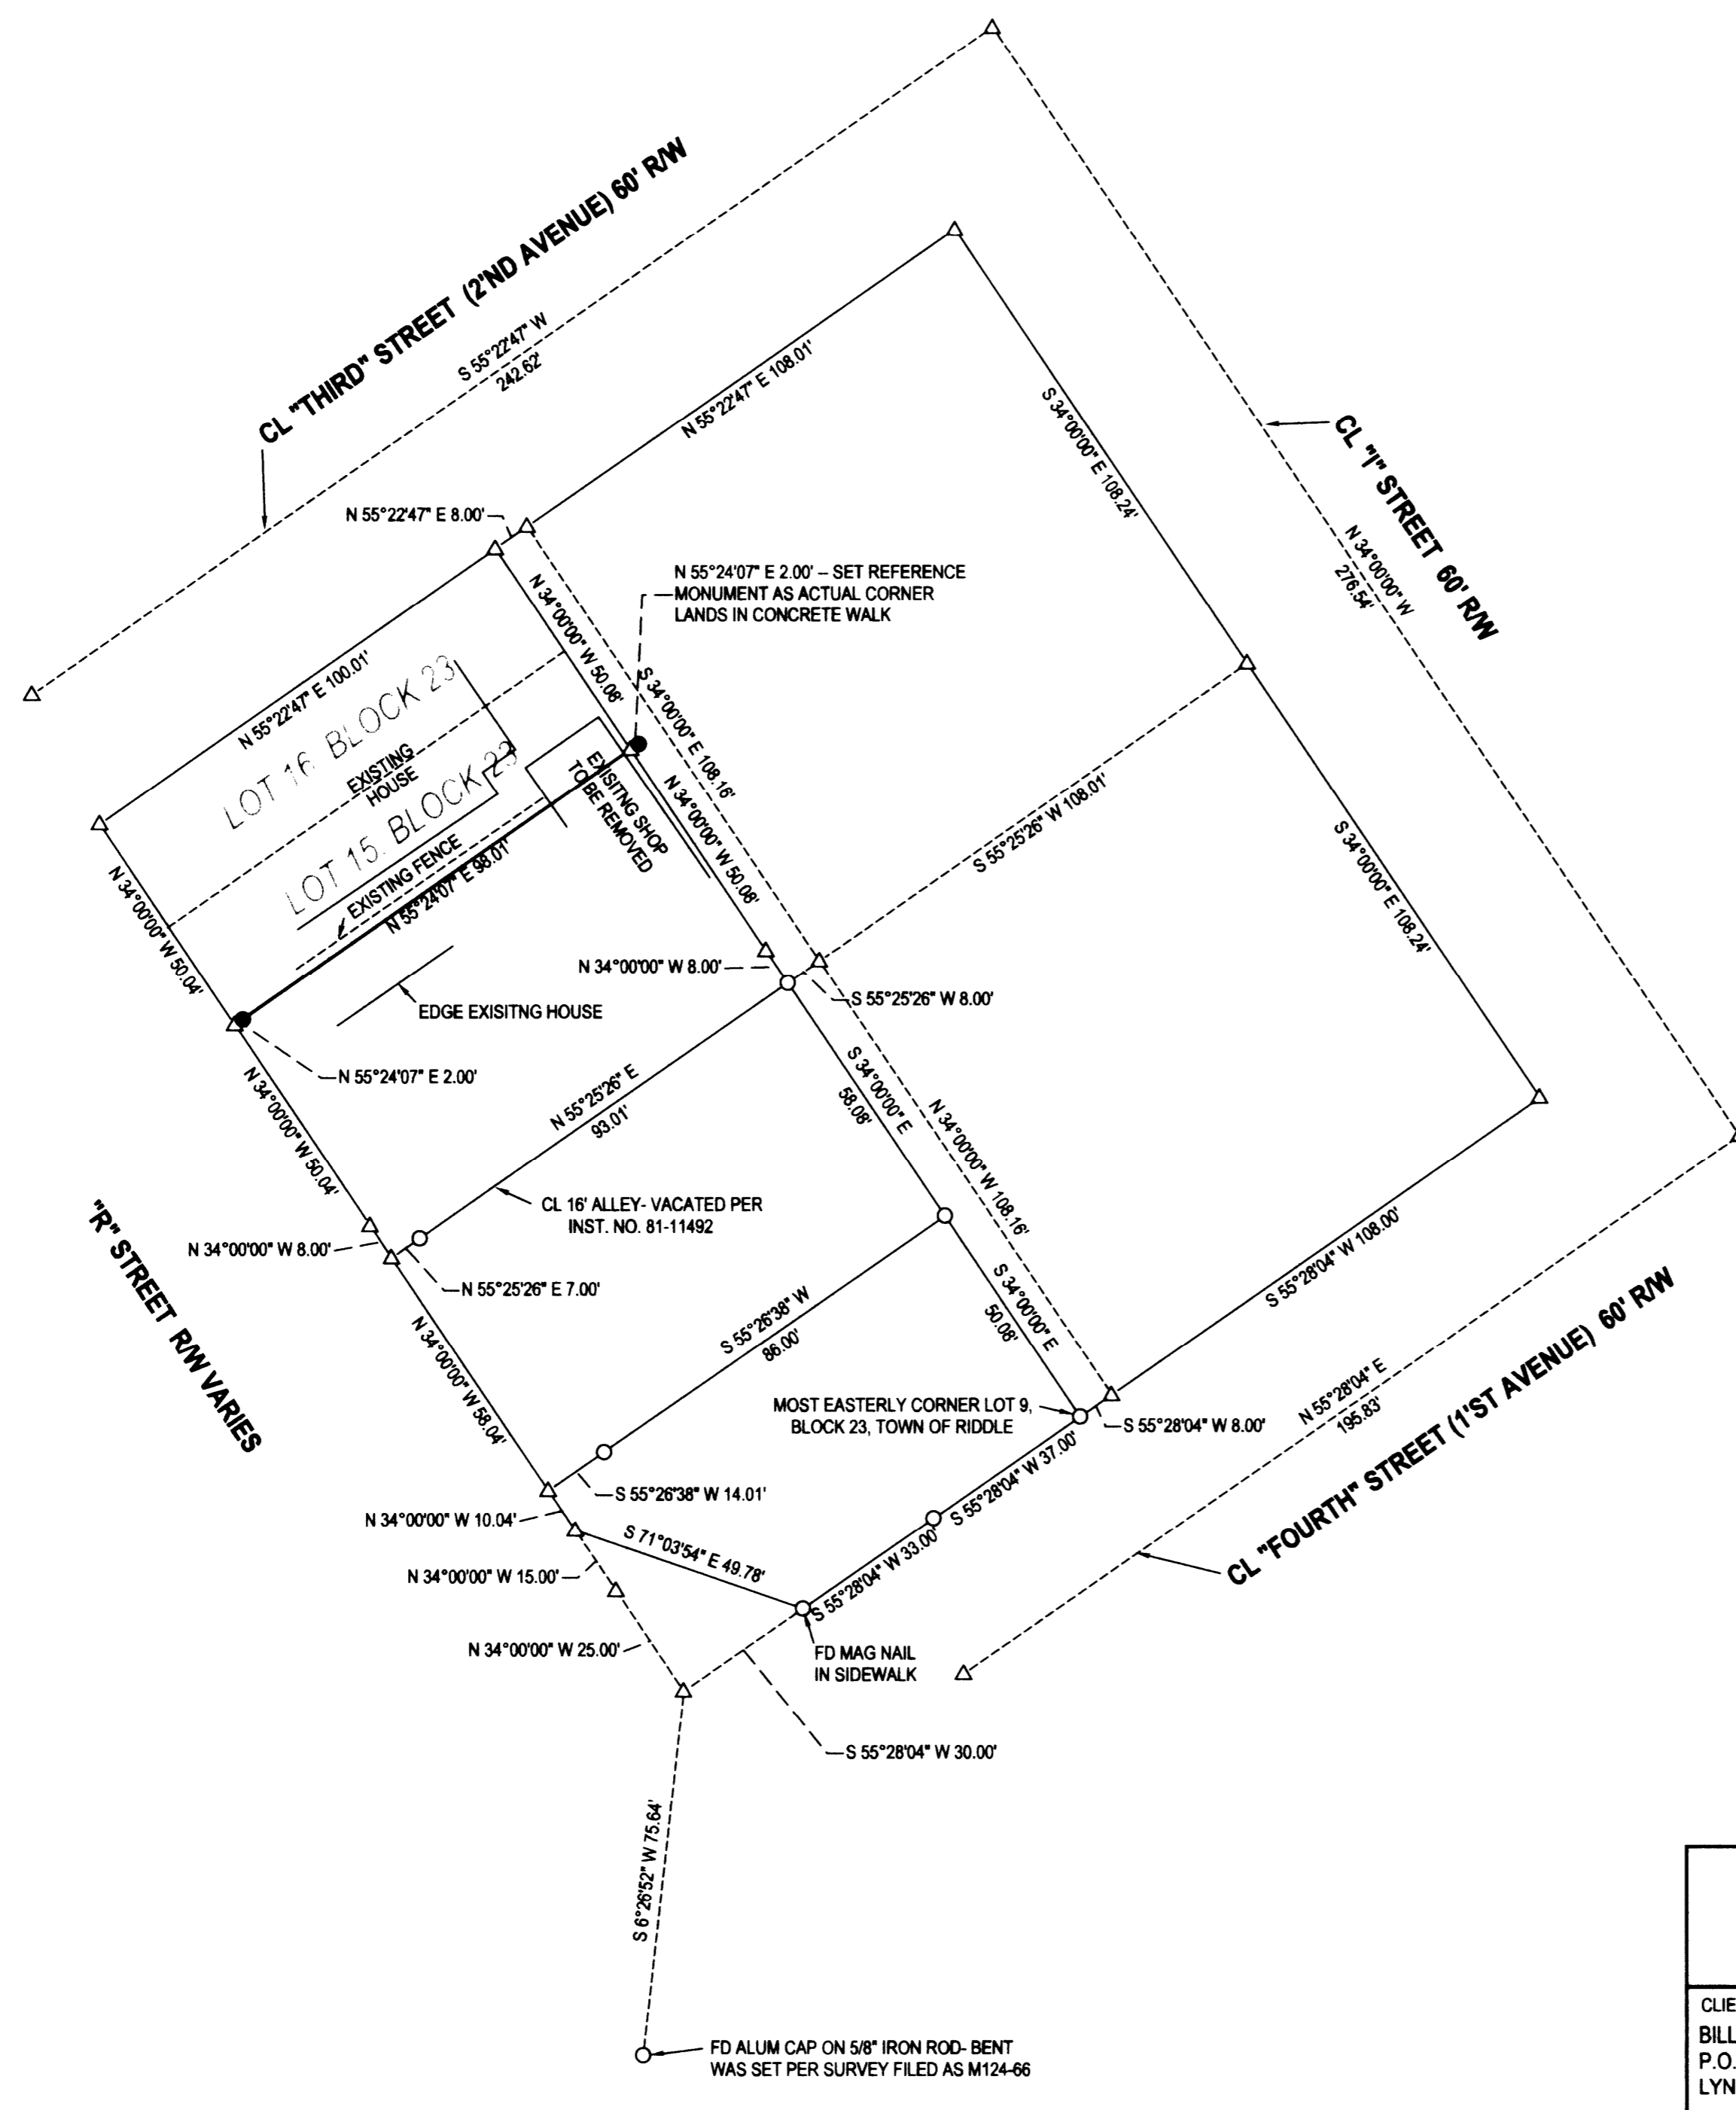 CL "THIRD" STREET (2'ND AVENUE) 60' R/W
S 55°22'47" W
242.62'
N 55°22'47" E 108.01'
S 34°00'00" E 108.24'
CL "I" STREET 60' R/W
N 34°00'00" W
276.54'
N 55°22'47" E 8.00'
N 55°24'07" E 2.00' – SET REFERENCE
MONUMENT AS ACTUAL CORNER
LANDS IN CONCRETE WALK
N 34°00'00" W 50.08'
S 34°00'00" E 108.16'
N 55°22'47" E 100.01'
LOT 16, BLOCK 23
EXISTING
HOUSE
LOT 15, BLOCK 23
EXISTING FENCE
N 55°24'07" E 98.01'
EXISITNG SHOP
TO BE REMOVED
N 34°00'00" W 50.08'
S 55°25'26" W 108.01'
S 34°00'00" E 108.24'
N 34°00'00" W 50.04'
N 34°00'00" W 8.00'
S 55°25'26" W 8.00'
EDGE EXISITNG HOUSE
N 55°24'07" E 2.00'
N 34°00'00" W 50.04'
N 55°25'26" E
93.01'
S 34°00'00" E
58.08'
N 34°00'00" W 108.16'
CL 16' ALLEY- VACATED PER
INST. NO. 81-11492
"R" STREET R/W VARIES
N 34°00'00" W 8.00'
N 55°25'26" E 7.00'
S 55°28'04" W 108.00'
N 34°00'00" W 58.04'
S 55°26'38" W
86.00'
S 34°00'00" E
50.08'
MOST EASTERLY CORNER LOT 9,
BLOCK 23, TOWN OF RIDDLE
S 55°28'04" W 8.00'
N 55°28'04" E
195.83'
CL "FOURTH" STREET (1'ST AVENUE) 60' R/W
S 55°26'38" W 14.01'
S 55°28'04" W 37.00'
N 34°00'00" W 10.04'
S 71°03'54" E 49.78'
S 55°28'04" W 33.00'
N 34°00'00" W 15.00'
N 34°00'00" W 25.00'
FD MAG NAIL
IN SIDEWALK
S 55°28'04" W 30.00'
S 6°26'52" W 75.64'
FD ALUM CAP ON 5/8" IRON ROD- BENT
WAS SET PER SURVEY FILED AS M124-66
CLIE
BILL
P.O.
LYN